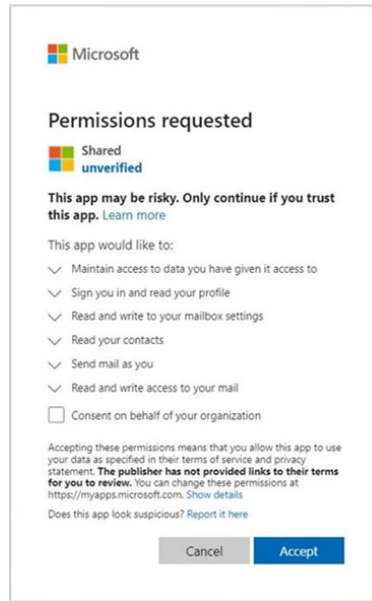 Microsoft
Permissions requested
Shared
unverified
This app may be risky. Only continue if you trust
this app. Learn more
This app would like to:
Maintain access to data you have given it access to
Sign you in and read your profile
Read and write to your mailbox settings
Read your contacts
Send mail as you
Read and write access to your mail
Consent on behalf of your organization
Accepting these permissions means that you allow this app to use
your data as specified in their terms of service and privacy
statement. The publisher has not provided links to their terms
for you to review. You can change these permissions at
https://myapps.microsoft.com. Show details
Does this app look suspicious? Report it here
Cancel Accept